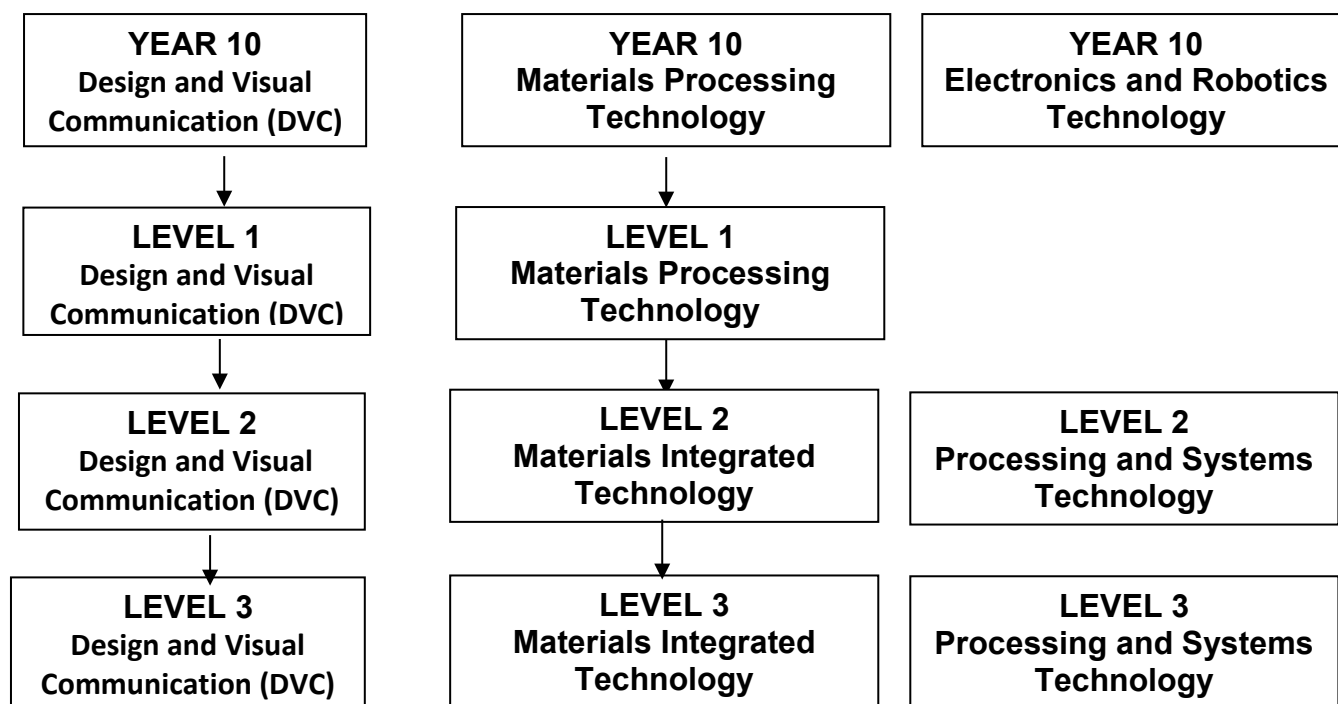 YEAR 10
Design and Visual
Communication (DVC)
YEAR 10
Materials Processing
Technology
YEAR 10
Electronics and Robotics
Technology
LEVEL 1
Design and Visual
Communication (DVC)
LEVEL 1
Materials Processing
Technology
LEVEL 2
Design and Visual
Communication (DVC)
LEVEL 2
Materials Integrated
Technology
LEVEL 2
Processing and Systems
Technology
LEVEL 3
Design and Visual
Communication (DVC)
LEVEL 3
Materials Integrated
Technology
LEVEL 3
Processing and Systems
Technology